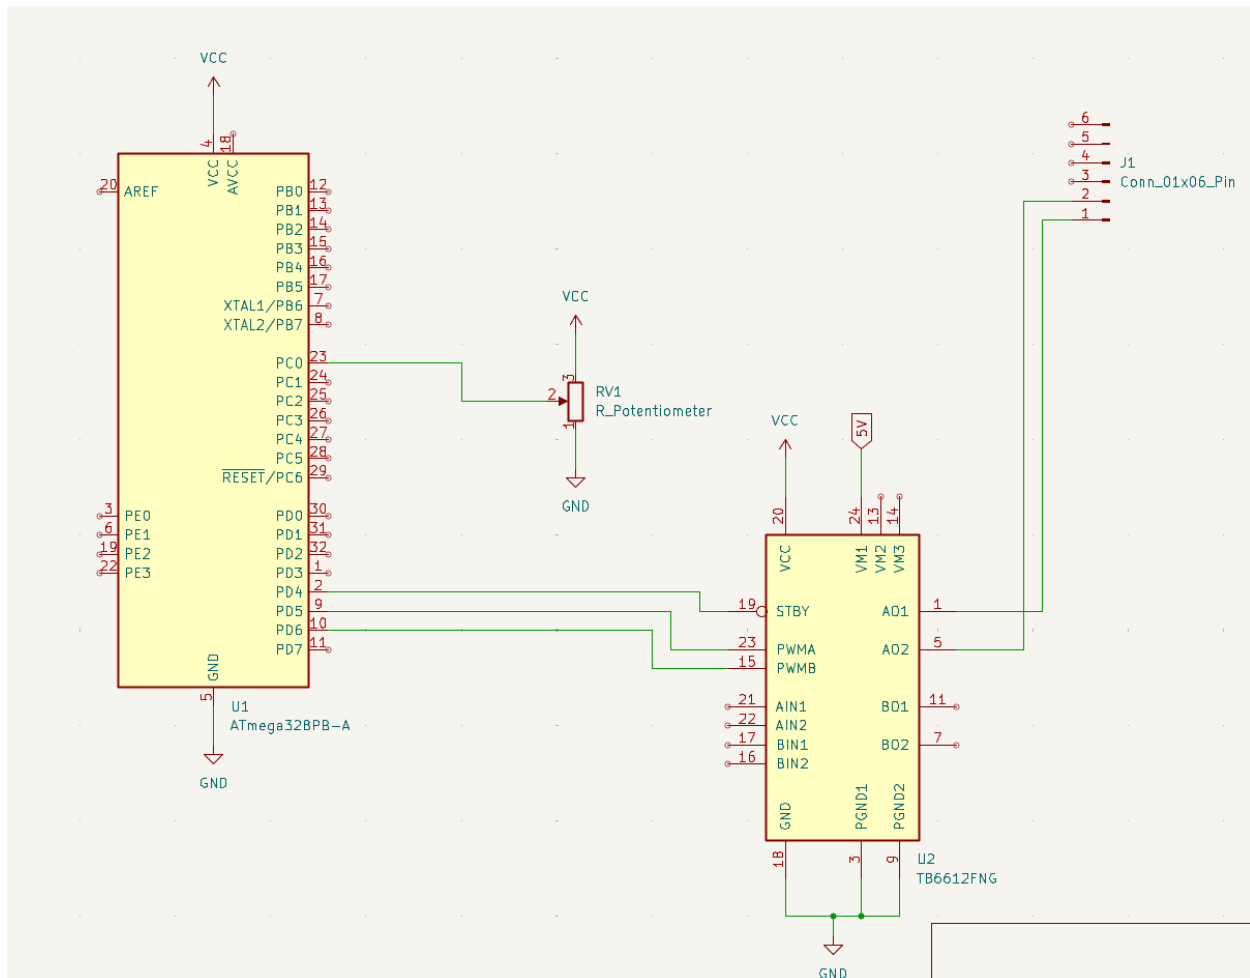 VCC
4
18
VCC
AVCC
20
AREF
PB0
12
PB1
13
PB2
14
PB3
15
PB4
16
PB5
17
XTAL1/PB6
7
XTAL2/PB7
8
PC0
23
PC1
24
PC2
25
PC3
26
PC4
27
PC5
28
RESET/PC6
29
3
PE0
6
PE1
19
PE2
22
PE3
PD0
30
PD1
31
PD2
32
PD3
1
PD4
2
PD5
9
PD6
10
PD7
11
GND
5
U1
ATmega328PB-A
GND
VCC
3
2
1
RV1
R_Potentiometer
GND
6
5
4
3
2
1
J1
Conn_01x06_Pin
VCC
5V
20
24
13
14
VCC
VM1
VM2
VM3
19
STBY
23
PWMA
15
PWMB
21
AIN1
22
AIN2
17
BIN1
16
BIN2
AO1
1
AO2
5
BO1
11
BO2
7
GND
PGND1
PGND2
18
3
9
U2
TB6612FNG
GND